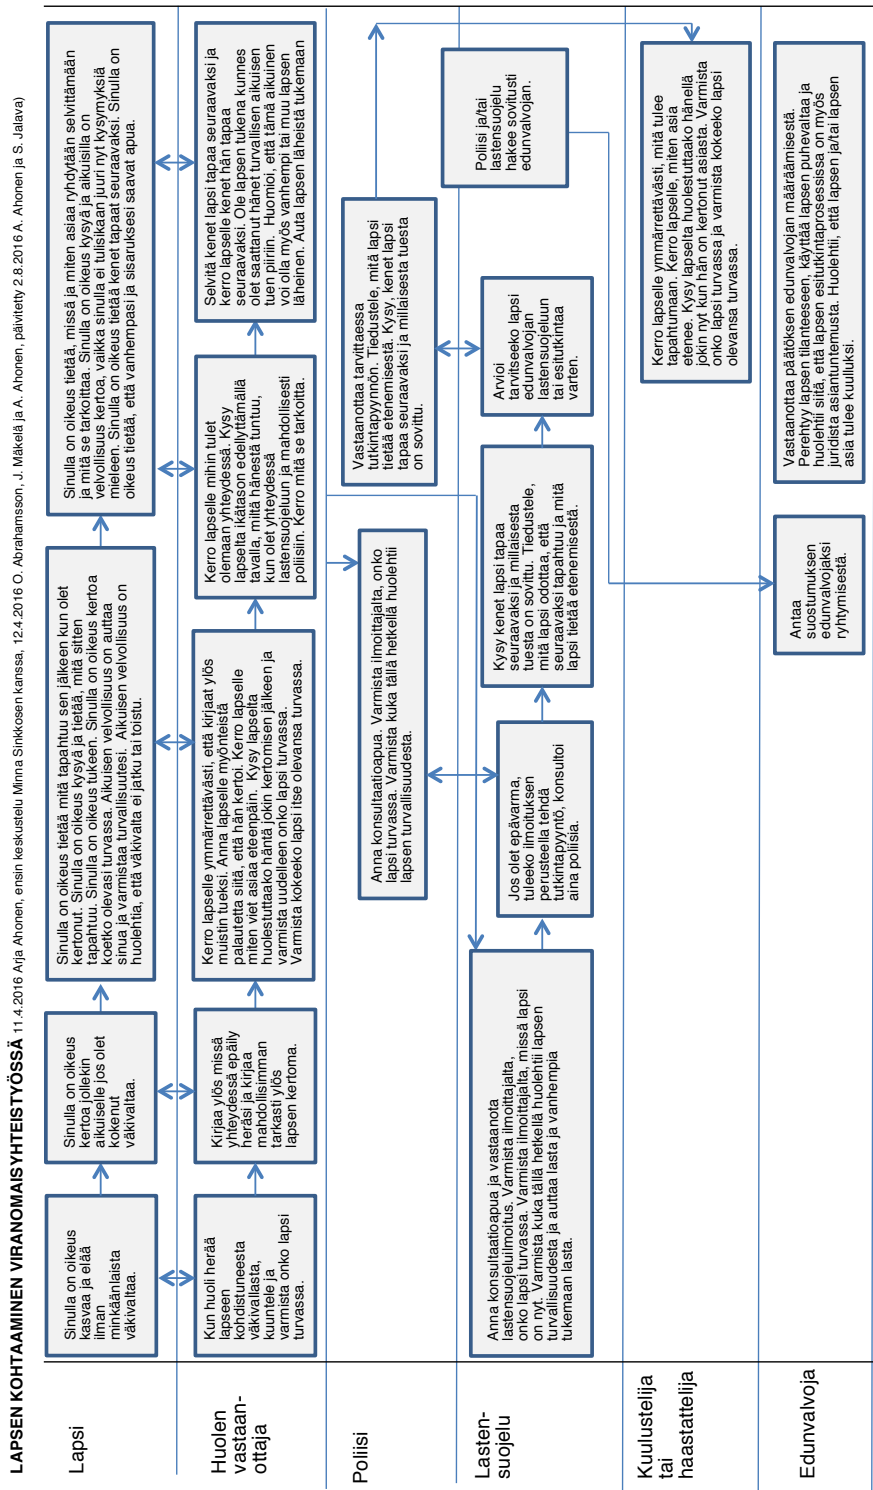 LAPSEN KOHTAAMINEN VIRANOMAISYHTEISTYÖSSÄ 11.4.2016 Arja Ahonen, ensin keskustelu Minna Sinkkosen kanssa, 12.4.2016 O. Abrahamsson, J. Mäkelä ja A. Ahonen, päivitetty 2.8.2016 A. Ahonen ja S. Jalava)
Lapsi
Sinulla on oikeus
kasvaa ja elää
ilman
minkäänlaista
väkivaltaa.
Sinulla on oikeus
kertoa jollekin
aikuiselle jos olet
kokenut
väkivaltaa.
Sinulla on oikeus tietää mitä tapahtuu sen jälkeen kun olet
kertonut. Sinulla on oikeus kysyä ja tietää, mitä sitten
tapahtuu. Sinulla on oikeus tukeen. Sinulla on oikeus kertoa
koetko olevasi turvassa. Aikuisen velvollisuus on auttaa
sinua ja varmistaa turvallisuutesi. Aikuisen velvollisuus on
huolehtia, että väkivalta ei jatku tai toistu.
Sinulla on oikeus tietää, missä ja miten asiaa ryhdytään selvittämään
ja mitä se tarkoittaa. Sinulla on oikeus kysyä ja aikuisilla on
velvollisuus kertoa, vaikka sinulla ei tulisikaan juuri nyt kysymyksiä
mieleen. Sinulla on oikeus tietää kenet tapaat seuraavaksi. Sinulla on
oikeus tietää, että vanhempasi ja sisaruksesi saavat apua.
Huolen
vastaan-
ottaja
Kun huoli herää
lapseen
kohdistuneesta
väkivallasta,
kuuntele ja
varmista onko lapsi
turvassa.
Kirjaa ylös missä
yhteydessä epäily
heräsi ja kirjaa
mahdollisimman
tarkasti ylös
lapsen kertoma.
Kerro lapselle ymmärrettävästi, että kirjaat ylös
muistin tueksi. Anna lapselle myönteistä
palautetta siitä, että hän kertoi. Kerro lapselle
miten viet asiaa eteenpäin. Kysy lapselta
huolestuttaako häntä jokin kertomisen jälkeen ja
varmista uudelleen onko lapsi turvassa.
Varmista kokeeko lapsi itse olevansa turvassa.
Kerro lapselle mihin tulet
olemaan yhteydessä. Kysy
lapselta ikätason edellyttämällä
tavalla, miltä hänestä tuntuu,
kun olet yhteydessä
lastensuojeluun ja mahdollisesti
poliisiin. Kerro mitä se tarkoitta.
Selvitä kenet lapsi tapaa seuraavaksi ja
kerro lapselle kenet hän tapaa
seuraavaksi. Ole lapsen tukena kunnes
olet saattanut hänet turvallisen aikuisen
tuen piiriin. Huomioi, että tämä aikuinen
voi olla myös vanhempi tai muu lapsen
läheinen. Auta lapsen läheistä tukemaan
Poliisi
Anna konsultaatioapua. Varmista ilmoittajalta, onko
lapsi turvassa. Varmista kuka tällä hetkellä huolehtii
lapsen turvallisuudesta.
Vastaanottaa tarvittaessa
tutkintapyynnön. Tiedustele, mitä lapsi
tietää etenemisestä. Kysy, kenet lapsi
tapaa seuraavaksi ja millaisesta tuesta
on sovittu.
Lasten-
suojelu
Anna konsultaatioapua ja vastaanota
lastensuojeluilmoitus. Varmista ilmoittajalta,
onko lapsi turvassa. Varmista ilmoittajalta, missä lapsi
on nyt. Varmista kuka tällä hetkellä huolehtii lapsen
turvallisuudesta ja auttaa lasta ja vanhempia
tukemaan lasta.
Jos olet epävarma,
tuleeko ilmoituksen
perusteella tehdä
tutkintapyyntö, konsultoi
aina poliisia.
Kysy kenet lapsi tapaa
seuraavaksi ja millaisesta
tuesta on sovittu. Tiedustele,
mitä lapsi odottaa, että
seuraavaksi tapahtuu ja mitä
lapsi tietää etenemisestä.
Arvioi
tarvitseeko lapsi
edunvalvojan
lastensuojeluun
tai esitutkintaa
varten.
Poliisi ja/tai
lastensuojelu
hakee sovitusti
edunvalvojan.
Kuulustelija
tai
haastattelija
Kerro lapselle ymmärrettävästi, mitä tulee
tapahtumaan. Kerro lapselle, miten asia
etenee. Kysy lapselta huolestuttaako hänellä
jokin nyt kun hän on kertonut asiasta. Varmista
onko lapsi turvassa ja varmista kokeeko lapsi
olevansa turvassa.
Edunvalvoja
Antaa
suostumuksen
edunvalvojaksi
ryhtymisestä.
Vastaanottaa päätöksen edunvalvojan määräämisestä.
Perehtyy lapsen tilanteeseen, käyttää lapsen puhevaltaa ja
huolehtii siitä, että lapsen esitutkintaprosessissa on myös
juridista asiantuntemusta. Huolehtii, että lapsen ja/tai lapsen
asia tulee kuulluksi.